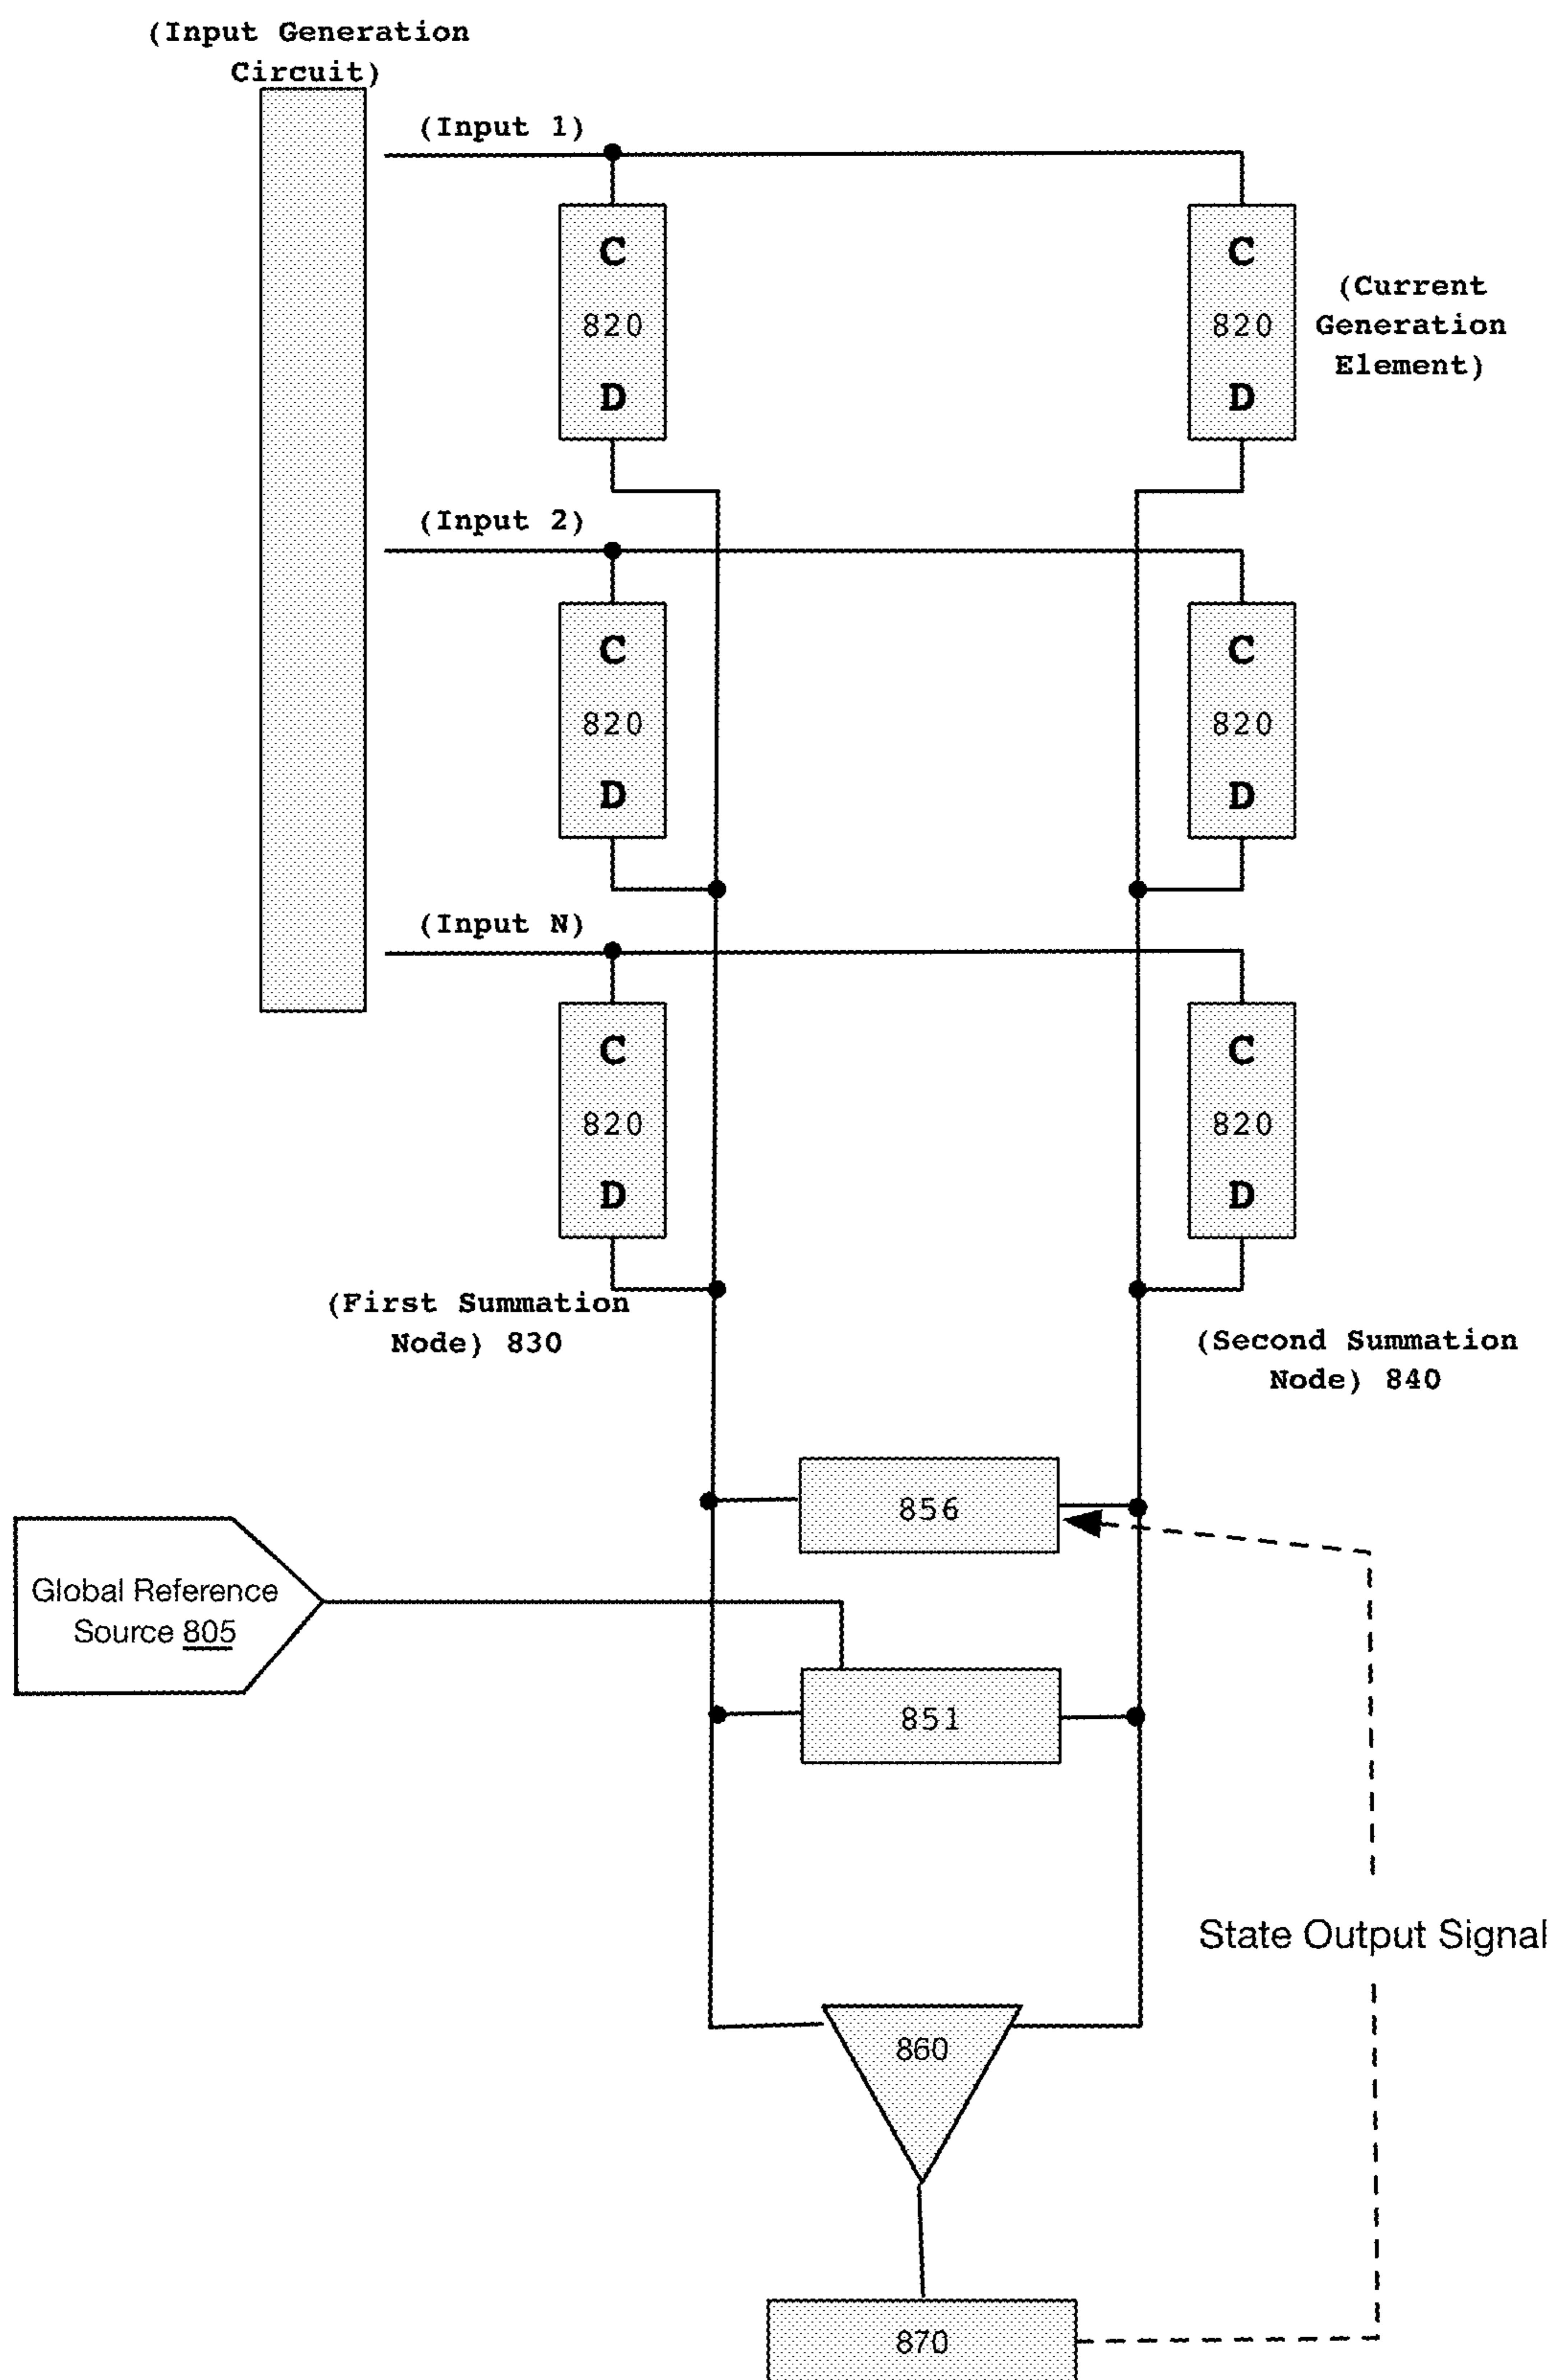 (Input Generation
Circuit)
(Input 1)
C
820
D
C
820
D
(Current
Generation
Element)
(Input 2)
C
820
D
C
820
D
(Input N)
C
820
D
C
820
D
(First Summation
Node) 830
(Second Summation
Node) 840
856
Global Reference
Source 805
851
State Output Signal
860
870